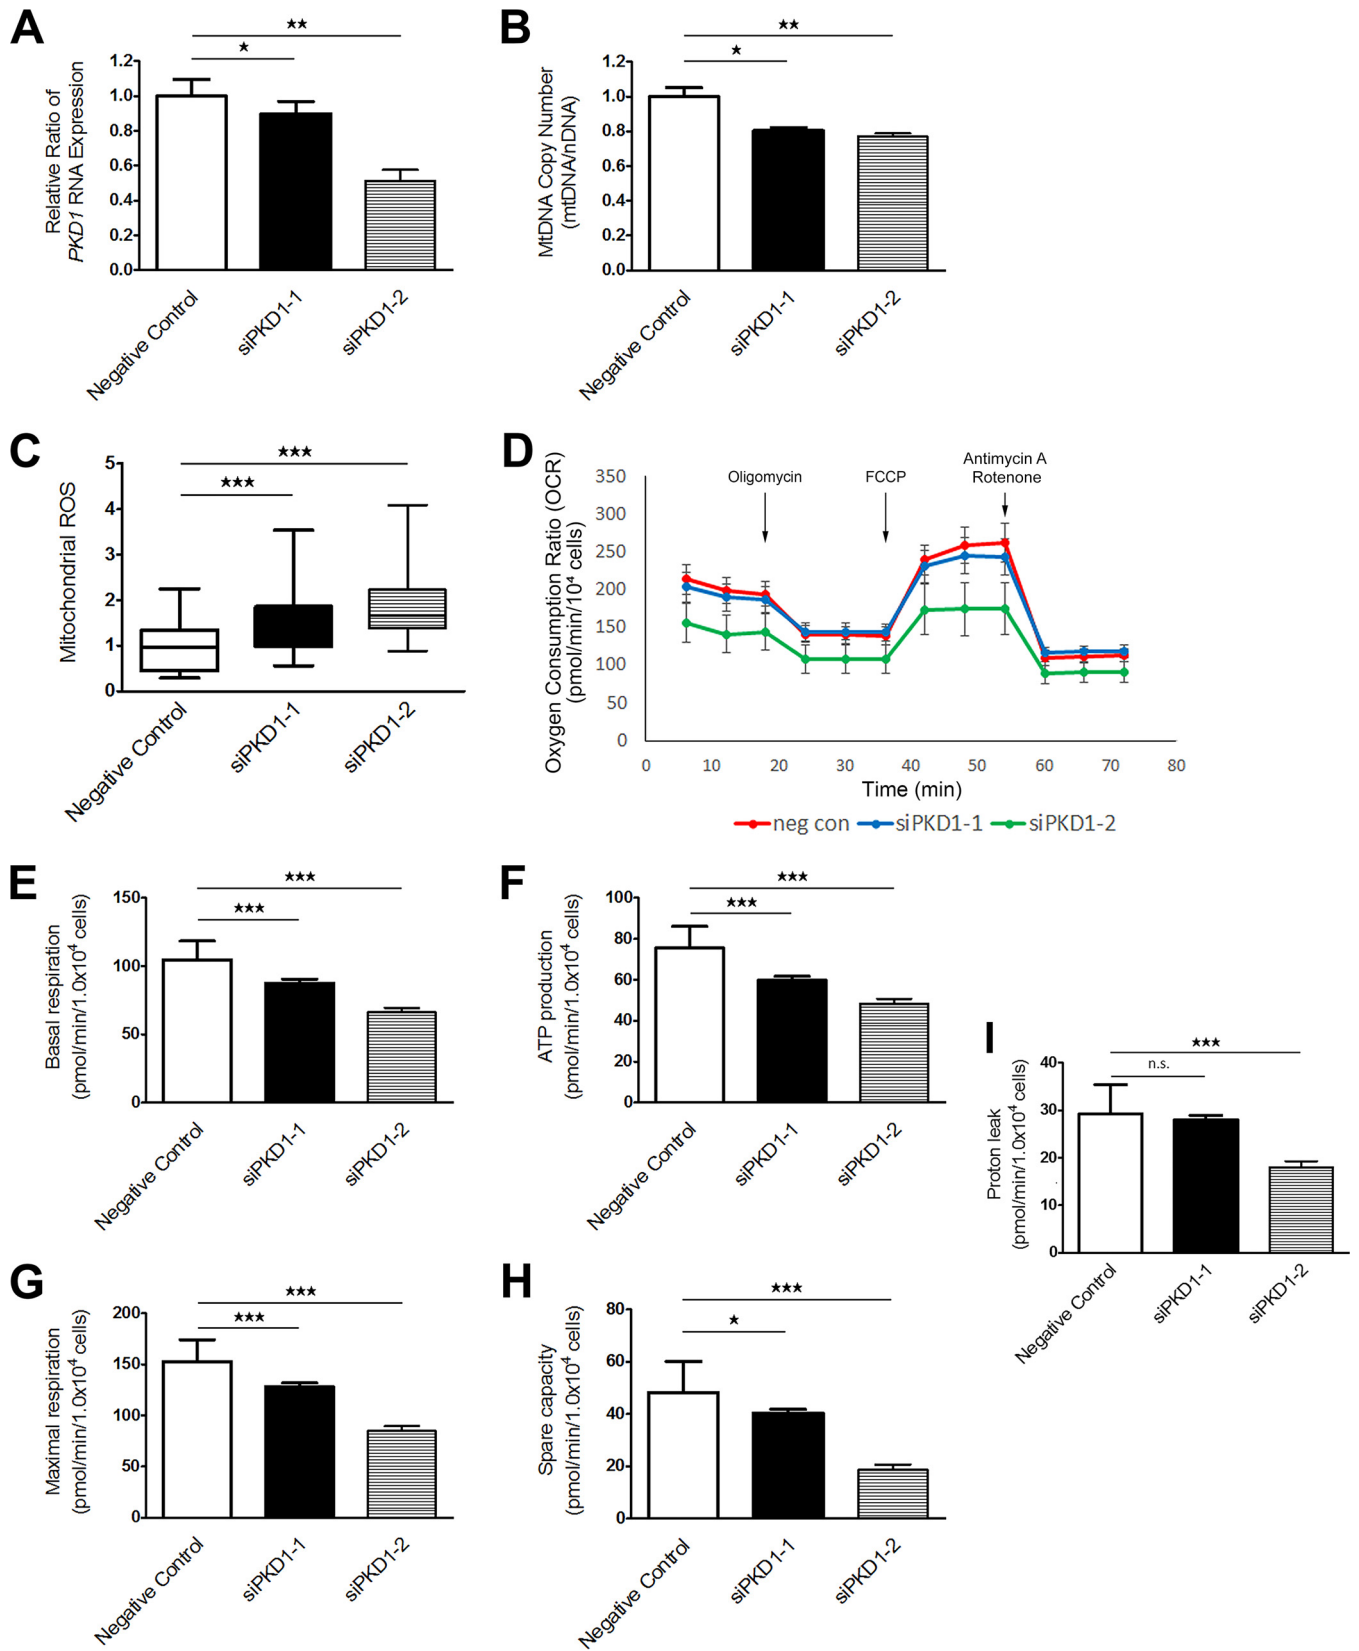 A
★★
★
Relative Ratio of
PKD1 RNA Expression
1.2
1.0
0.8
0.6
0.4
0.2
0.0
Negative Control
siPKD1-1
siPKD1-2
B
★★
★
MtDNA Copy Number
(mtDNA/nDNA)
1.2
1.0
0.8
0.6
0.4
0.2
0.0
Negative Control
siPKD1-1
siPKD1-2
C
★★★
★★★
Mitochondrial ROS
5
4
3
2
1
0
Negative Control
siPKD1-1
siPKD1-2
D
Oxygen Consumption Ratio (OCR)
(pmol/min/10⁴ cells)
350
300
250
200
150
100
50
0
Oligomycin
FCCP
Antimycin A
Rotenone
0 10 20 30 40 50 60 70 80
Time (min)
neg con siPKD1-1 siPKD1-2
E
★★★
★★★
Basal respiration
(pmol/min/1.0x10⁴ cells)
150
100
50
0
Negative Control
siPKD1-1
siPKD1-2
F
★★★
★★★
ATP production
(pmol/min/1.0x10⁴ cells)
100
80
60
40
20
0
Negative Control
siPKD1-1
siPKD1-2
G
★★★
★★★
Maximal respiration
(pmol/min/1.0x10⁴ cells)
200
150
100
50
0
Negative Control
siPKD1-1
siPKD1-2
H
★★★
★
Spare capacity
(pmol/min/1.0x10⁴ cells)
80
60
40
20
0
Negative Control
siPKD1-1
siPKD1-2
I
★★★
n.s.
Proton leak
(pmol/min/1.0x10⁴ cells)
40
30
20
10
0
Negative Control
siPKD1-1
siPKD1-2